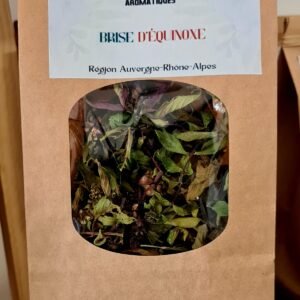 AROMATIQUES
BRISE D'ÉQUINOXE
Région Auvergne-Rhône-Alpes